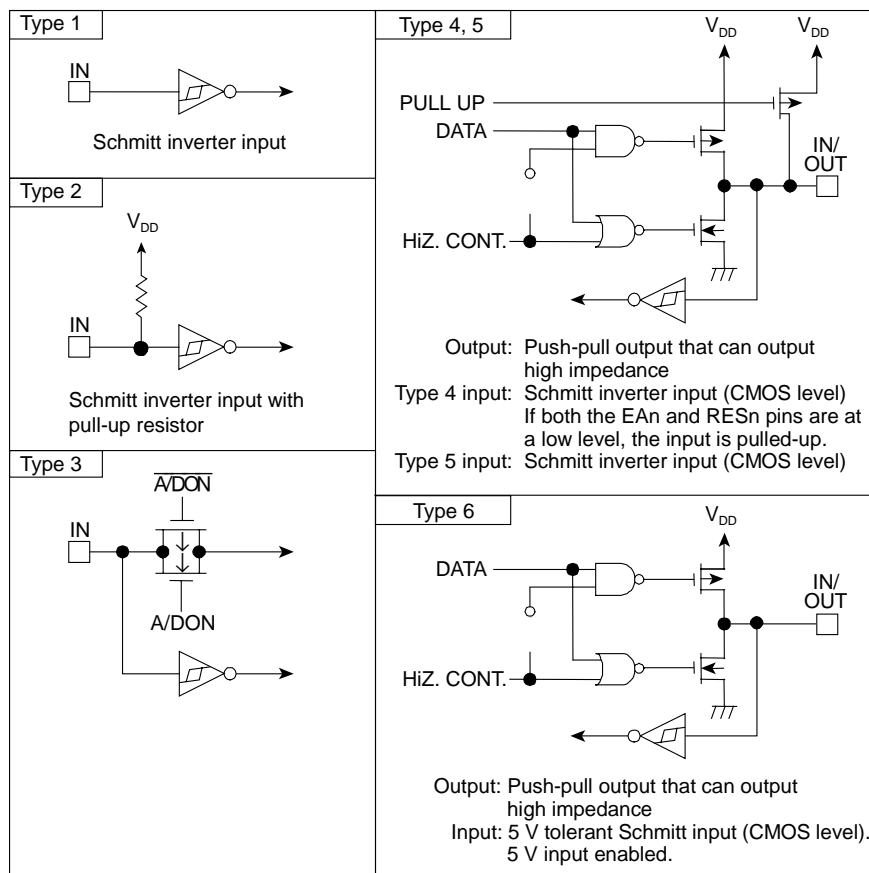 Type 1
IN
Schmitt inverter input
Type 2
VDD
IN
Schmitt inverter input with
pull-up resistor
Type 3
A/DON
IN
A/DON
Type 4, 5
VDD VDD
PULL UP
DATA
IN/
OUT
HiZ. CONT.
Output: Push-pull output that can output
high impedance
Type 4 input: Schmitt inverter input (CMOS level)
If both the EAn and RESn pins are at
a low level, the input is pulled-up.
Type 5 input: Schmitt inverter input (CMOS level)
Type 6
VDD
DATA
IN/
OUT
HiZ. CONT.
Output: Push-pull output that can output
high impedance
Input: 5 V tolerant Schmitt input (CMOS level).
5 V input enabled.